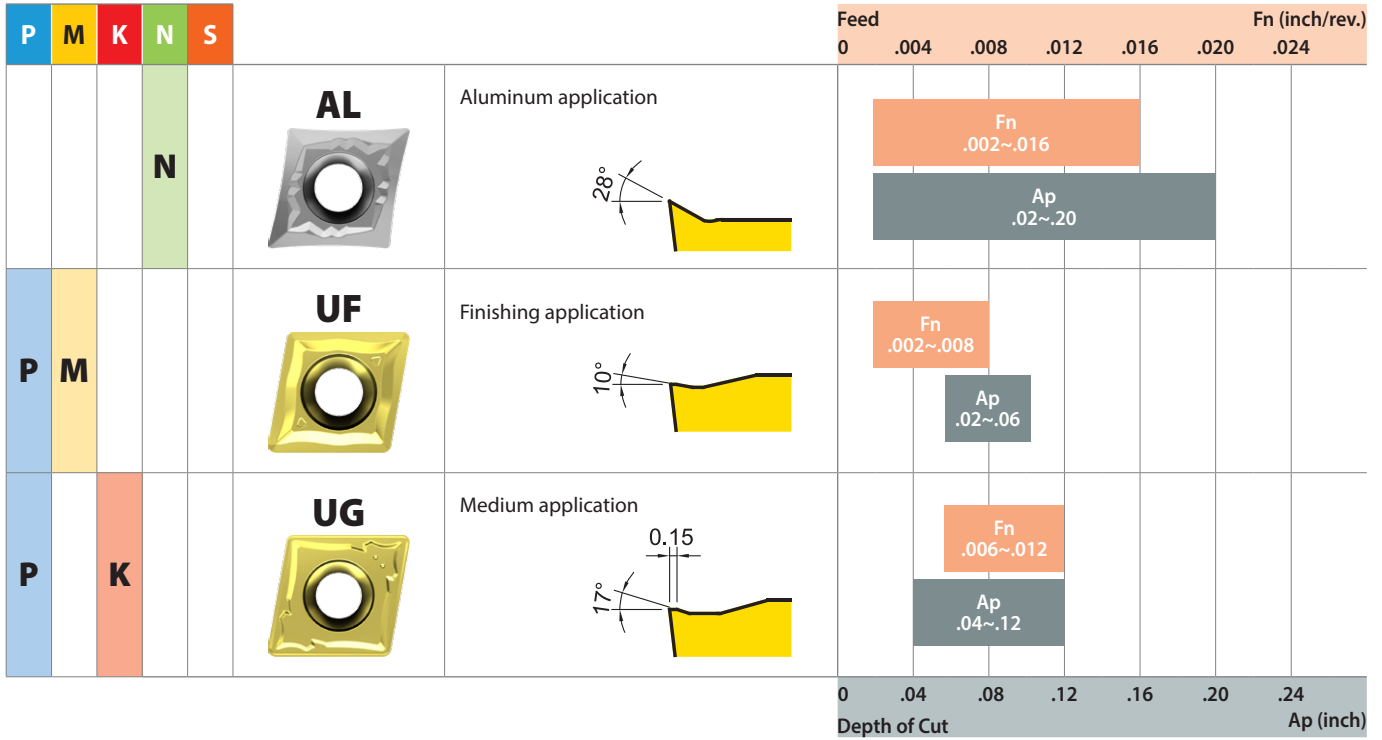 P M K N S
Feed Fn (inch/rev.)
0 .004 .008 .012 .016 .020 .024
N
AL
Aluminum application
28°
Fn
.002~.016
Ap
.02~.20
P M
UF
Finishing application
10°
Fn
.002~.008
Ap
.02~.06
P K
UG
Medium application
0.15
17°
Fn
.006~.012
Ap
.04~.12
0 .04 .08 .12 .16 .20 .24
Depth of Cut Ap (inch)